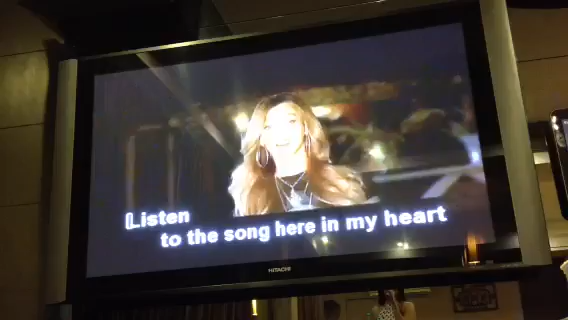 Listen
to the song here in my heart
HITACHI